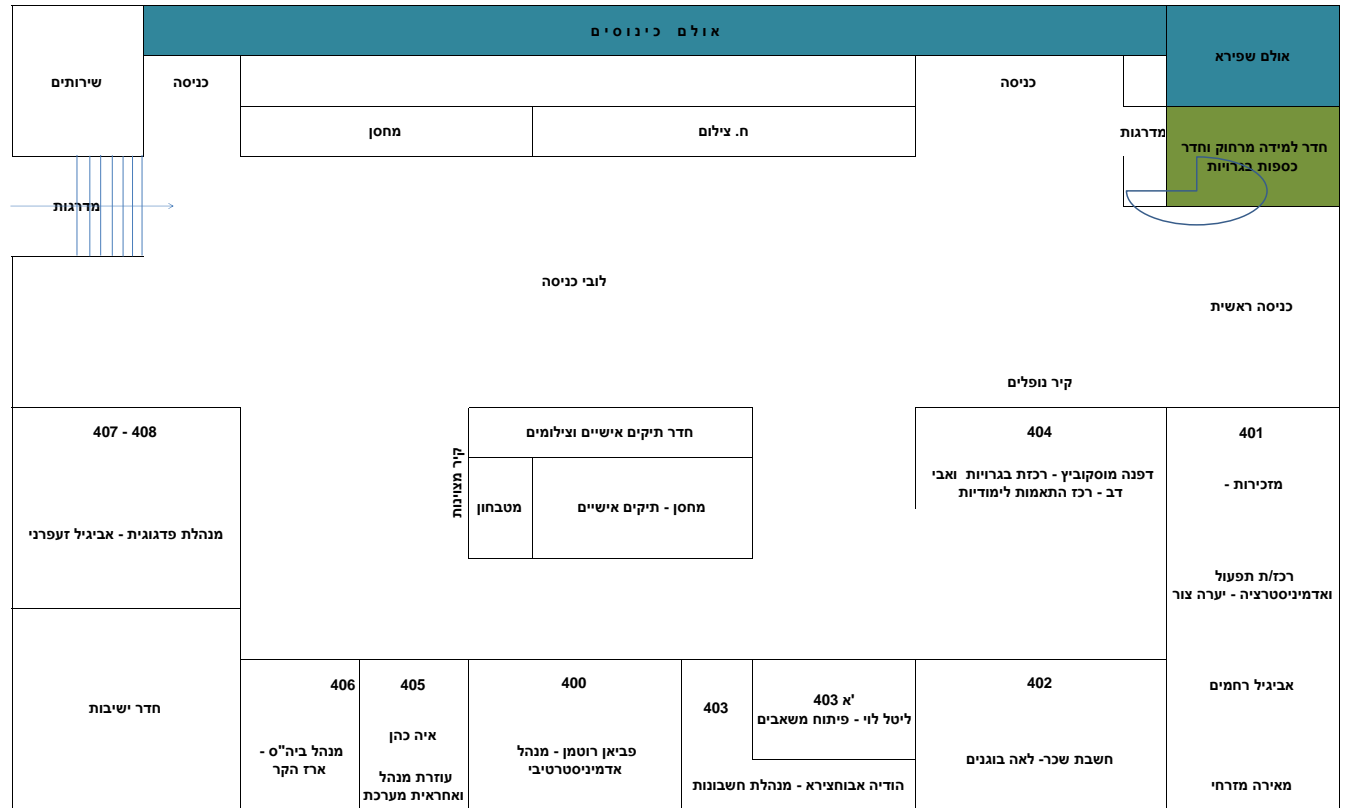 אולם כינוסים
אולם שפירא
שירותים
כניסה
כניסה
מחסן
ח. צילום
מדרגות
חדר למידה מרחוק וחדר
כספות בגרויות
מדרגות
לובי כניסה
כניסה ראשית
קיר נופלים
401
מזכירות -
רכז/ת תפעול
ואדמיניסטרציה - יערה צור
אביגיל רחמים
מאירה מזרחי
404
דפנה מוסקוביץ - רכזת בגרויות  ואבי
דב - רכז התאמות לימודיות
חדר תיקים אישיים וצילומים
מחסן - תיקים אישיים
מטבחון
קיר מצוינות
407 - 408
מנהלת פדגוגית - אביגיל זעפרני
חדר ישיבות
402
חשבת שכר- לאה בוגנים
403 א'
ליטל לוי - פיתוח משאבים
403
הודיה אבוחצירא - מנהלת חשבונות
400
פביאן רוטמן - מנהל
אדמיניסטרטיבי
405
איה כהן
עוזרת מנהל
ואחראית מערכת
406
מנהל ביה"ס -
ארז הקר